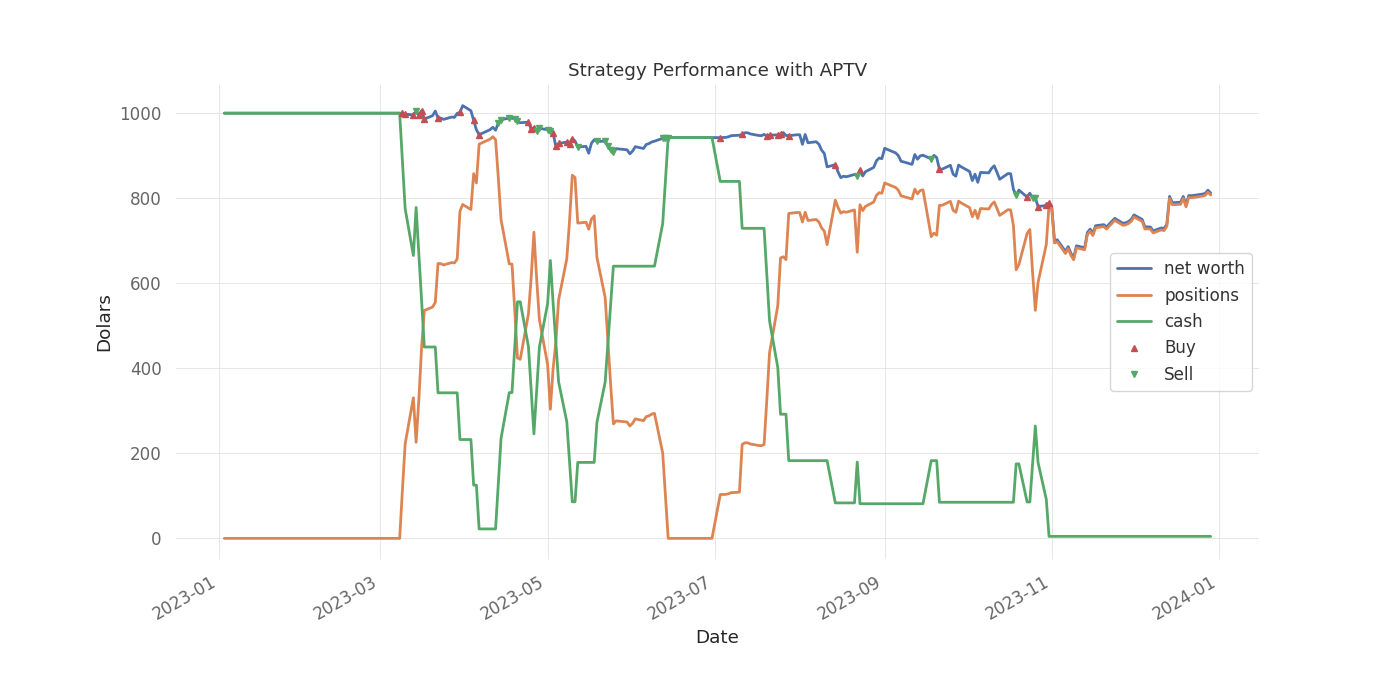 Strategy Performance with APTV
1000
800
600
400
200
0
Dolars
net worth
positions
cash
Buy
Sell
2023-01
2023-03
2023-05
2023-07
2023-09
2023-11
2024-01
Date